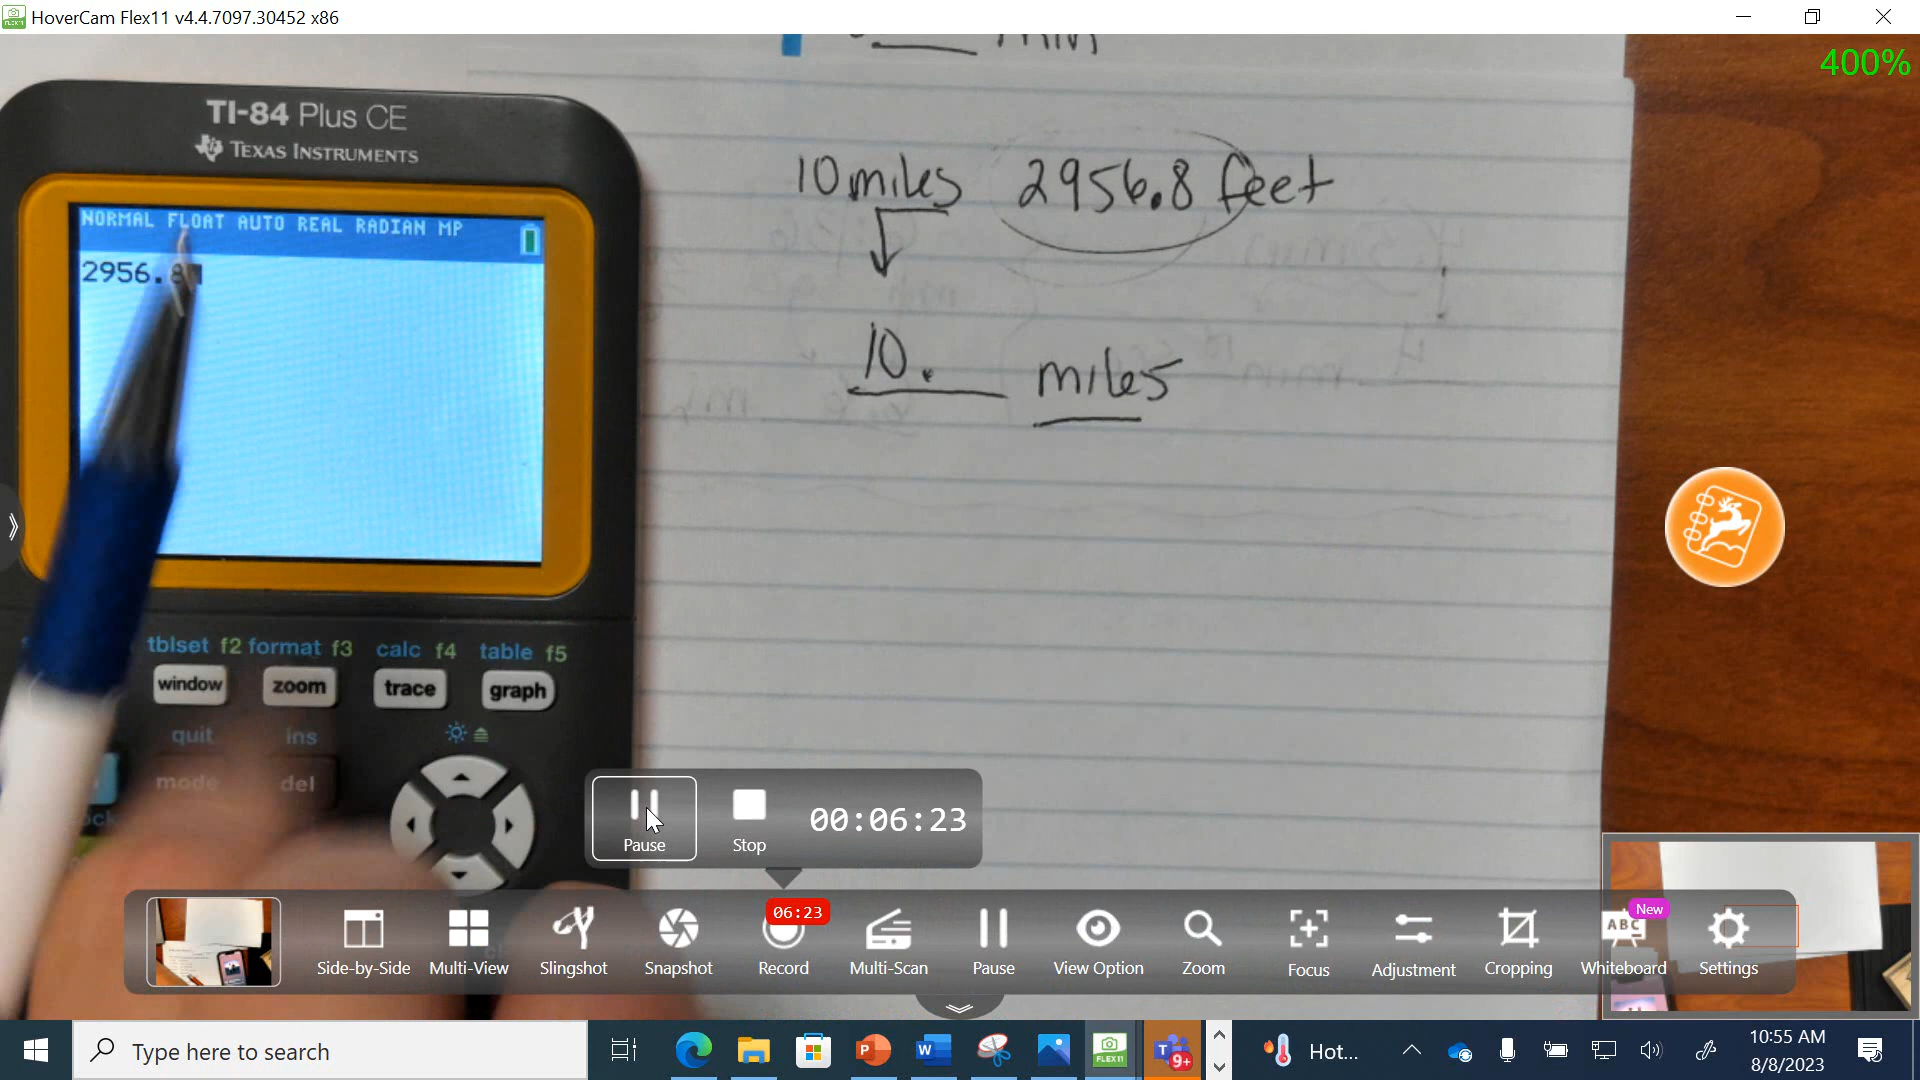 HoverCam Flex11 v4.4.7097.30452 x86
400%
TI-84 Plus CE
TEXAS INSTRUMENTS
NORMAL FLOAT AUTO REAL RADIAN MP
2956.8
10 miles 2956.8 feet
10. miles
tblset f2 format f3 calc f4 table f5
window zoom trace graph
quit ins
mode del
Pause Stop 00:06:23
06:23
New
ABC
Side-by-Side Multi-View Slingshot Snapshot Record Multi-Scan Pause View Option Zoom Focus Adjustment Cropping Whiteboard Settings
Type here to search
FLEX11
9+
Hot...
10:55 AM
8/8/2023